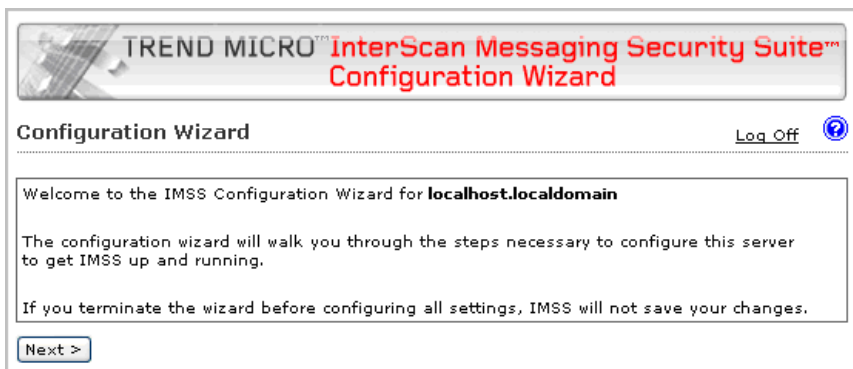 TREND MICRO™ InterScan Messaging Security Suite™
Configuration Wizard
Configuration Wizard
Log Off
?
Welcome to the IMSS Configuration Wizard for localhost.localdomain
The configuration wizard will walk you through the steps necessary to configure this server
to get IMSS up and running.
If you terminate the wizard before configuring all settings, IMSS will not save your changes.
Next >